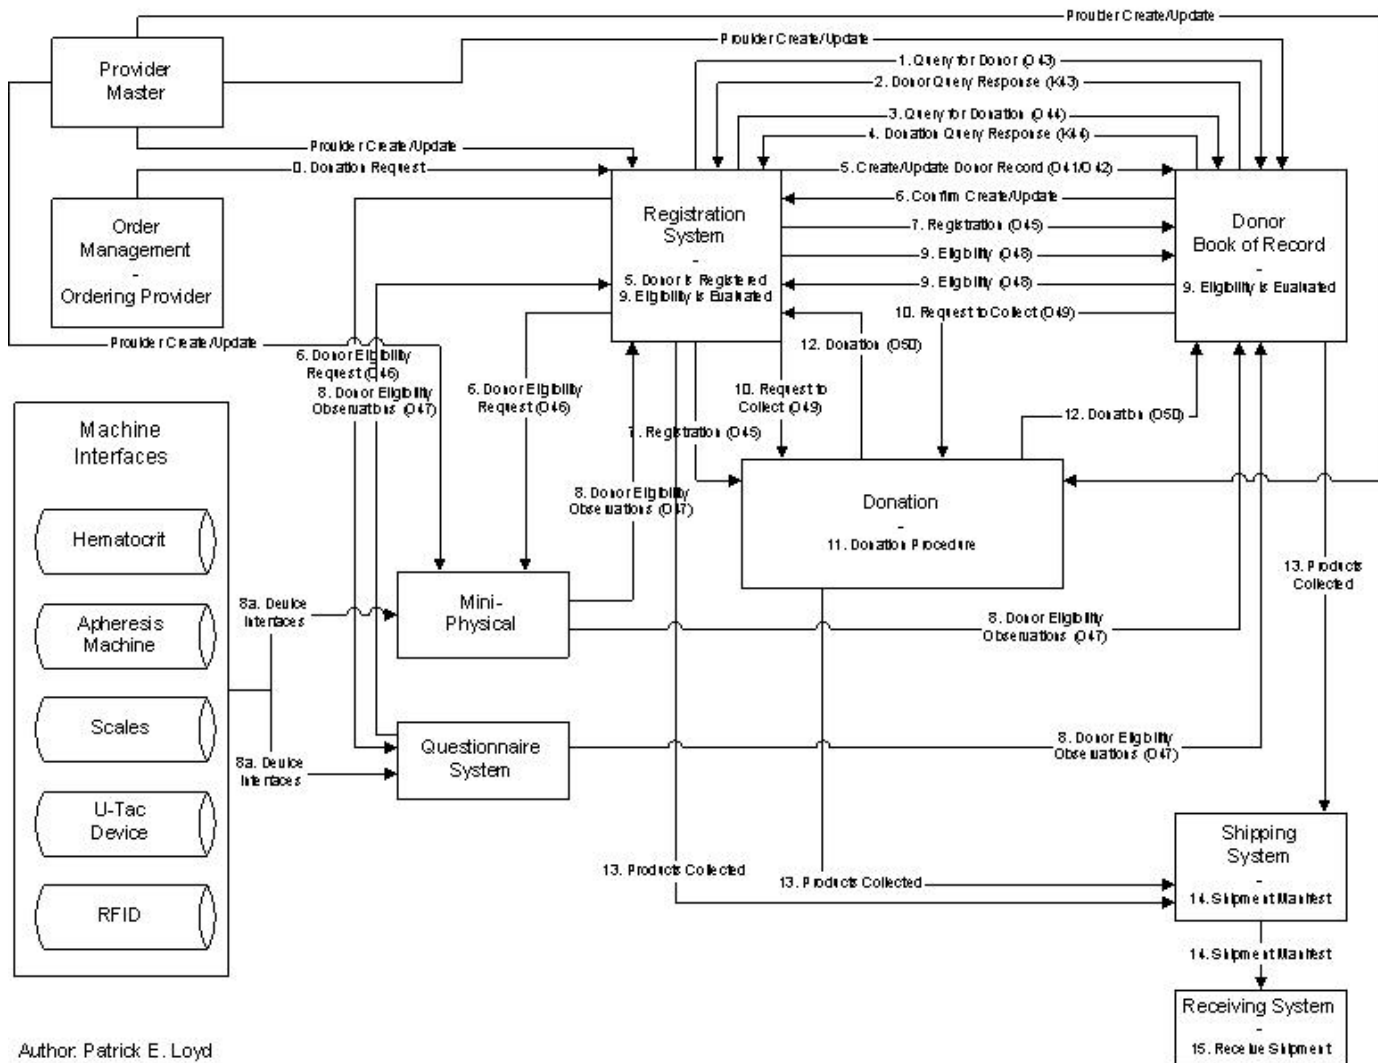 Provider Create/Update
Provider Create/Update
Provider
Master
1. Query for Donor (O43)
2. Donor Query Response (K43)
3. Query for Donation (O44)
4. Donation Query Response (K44)
Provider Create/Update
0. Donation Request
5. Create/Update Donor Record (O41/O42)
6. Confirm Create/Update
7. Registration (O45)
9. Eligibility (O48)
9. Eligibility (O48)
10. Request to Collect (O49)
Order
Management
-
Ordering Provider
Registration
System
-
5. Donor is Registered
9. Eligibility is Evaluated
Donor
Book of Record
-
9. Eligibility is Evaluated
Provider Create/Update
6. Donor Eligibility
Request (O46)
8. Donor Eligibility
Observations (O47)
6. Donor Eligibility
Request (O46)
12. Donation (O50)
10. Request to
Collect (O49)
7. Registration (O45)
12. Donation (O50)
8. Donor Eligibility
Observations (O47)
Donation
-
11. Donation Procedure
13. Products
Collected
Machine
Interfaces
Hematocrit
Apheresis
Machine
Scales
U-Tac
Device
RFID
8a. Device
Interfaces
Mini-
Physical
8. Donor Eligibility
Observations (O47)
8a. Device
Interfaces
Questionnaire
System
8. Donor Eligibility
Observations (O47)
13. Products Collected
13. Products Collected
Shipping
System
-
14. Shipment Manifest
14. Shipment Manifest
Receiving System
-
15. Receive Shipment
Author: Patrick E. Loyd